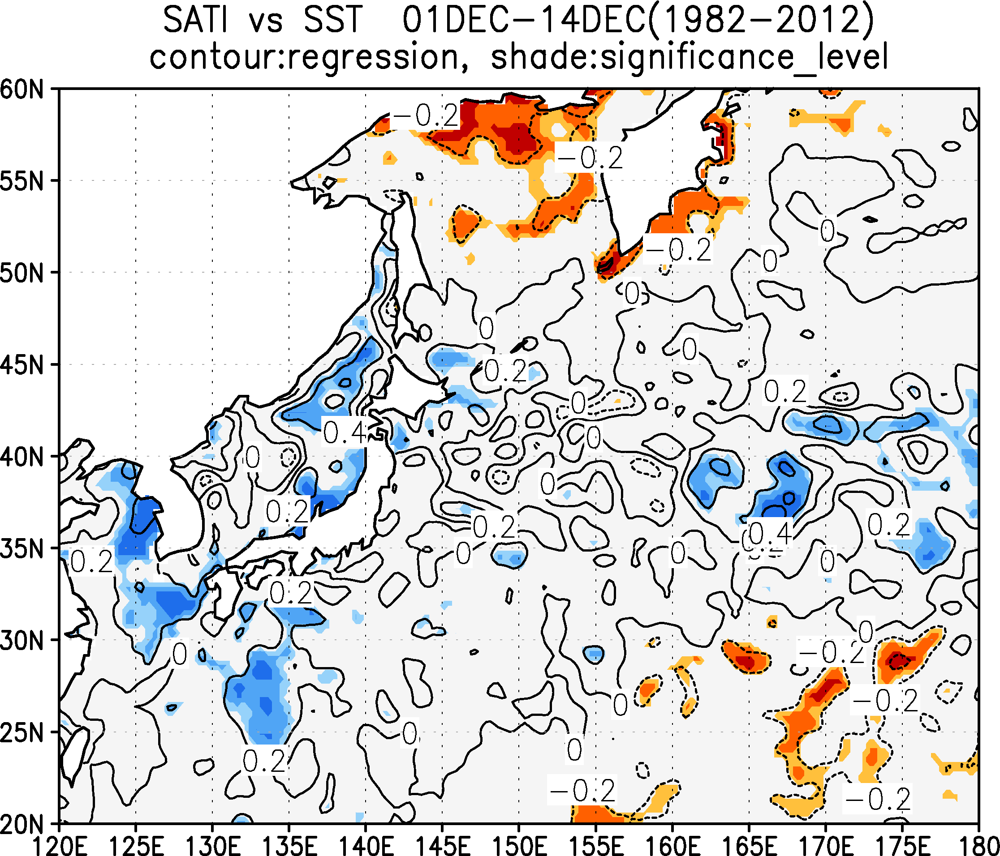 SATI vs SST 01DEC-14DEC(1982-2012)
contour:regression, shade:significance_level
60N
-0.2
-0.2
55N
0
-0.2
0
50N
0
0
0
45N
0.2
0.2
0
0.4
0
0
40N
0
0.2
0.2
0.2
0.4
0.2
35N
0.2
0
0
0
0.2
30N
0
0
-0.2
-0.2
0
25N
0
0
0.2
-0.2
-0.2
20N
120E 125E 130E 135E 140E 145E 150E 155E 160E 165E 170E 175E 180